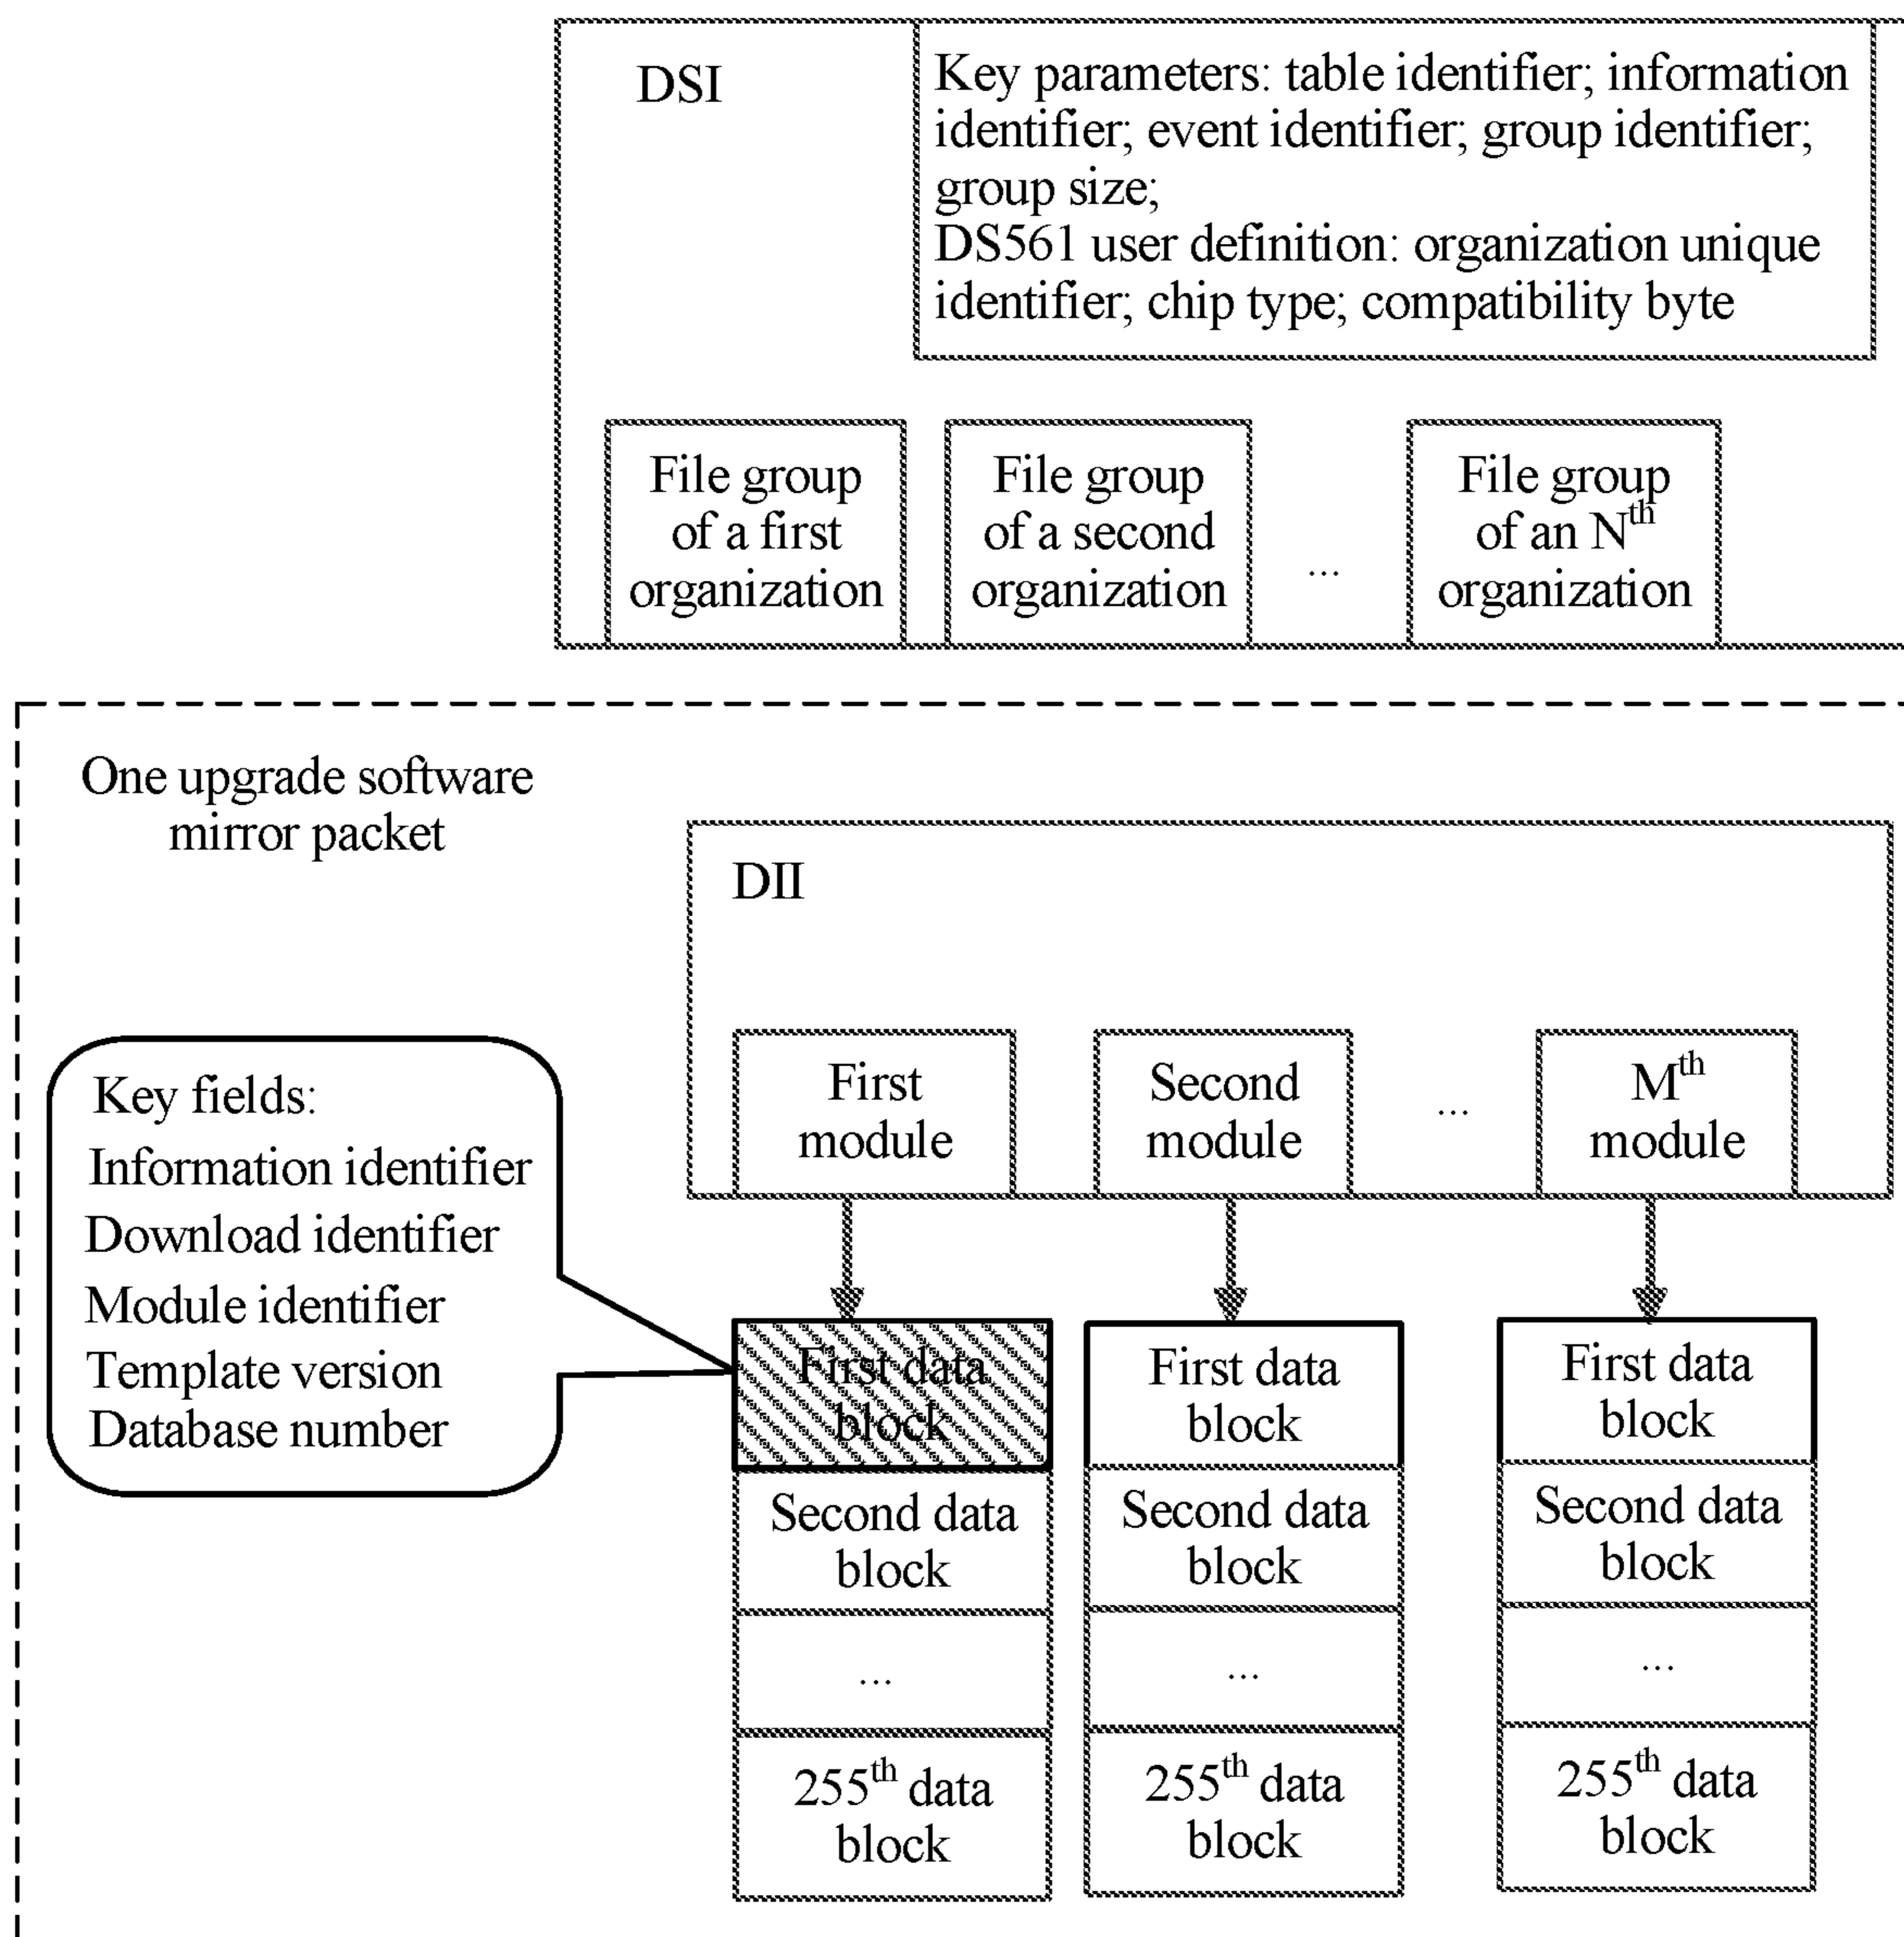 DSI
Key parameters: table identifier; information
identifier; event identifier; group identifier;
group size;
DS561 user definition: organization unique
identifier; chip type; compatibility byte
File group
of a first
organization
File group
of a second
organization
...
File group
of an Nth
organization
One upgrade software
mirror packet
DII
First
module
Second
module
...
Mth
module
Key fields:
Information identifier
Download identifier
Module identifier
Template version
Database number
First data
block
Second data
block
...
255th data
block
First data
block
Second data
block
...
255th data
block
First data
block
Second data
block
...
255th data
block